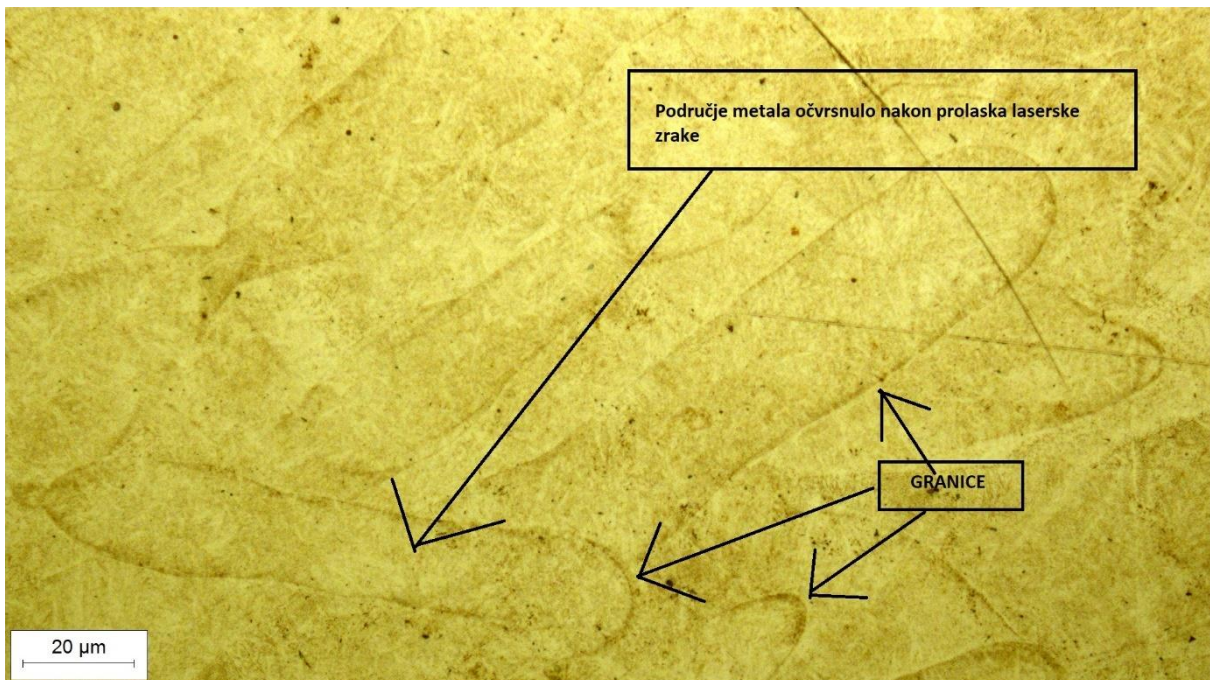 Područje metala očvrsnulo nakon prolaska laserske
zrake
GRANICE
20 µm